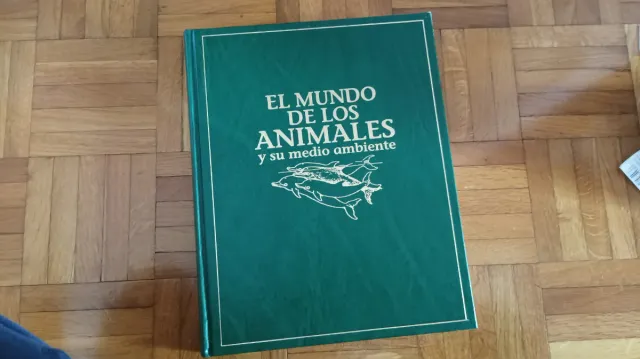 EL MUNDO
DE LOS
ANIMALES
y su medio ambiente